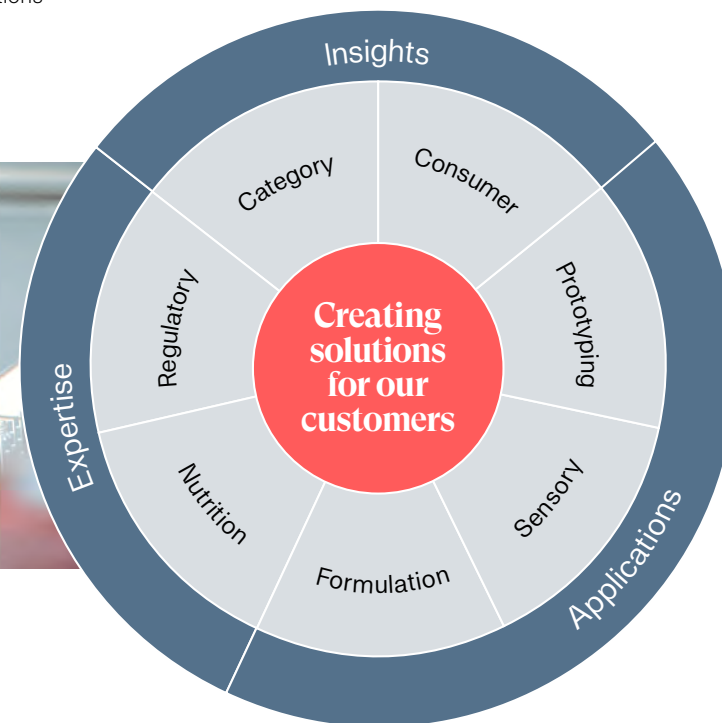 Insights
Category
Consumer
Regulatory
Prototyping
Creating
solutions
for our
customers
Expertise
Nutrition
Sensory
Formulation
Applications